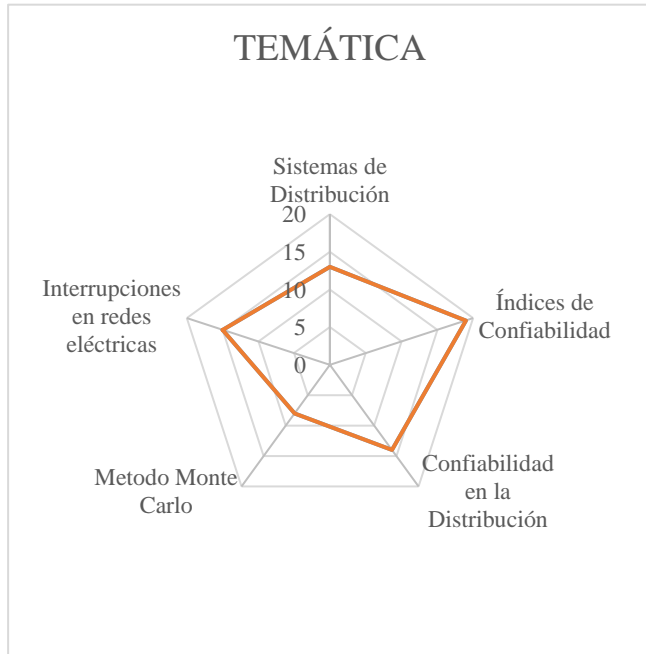 TEMÁTICA
Sistemas de
Distribución
20
15
10
5
0
Índices de
Confiabilidad
Confiabilidad
en la
Distribución
Metodo Monte
Carlo
Interrupciones
en redes
eléctricas